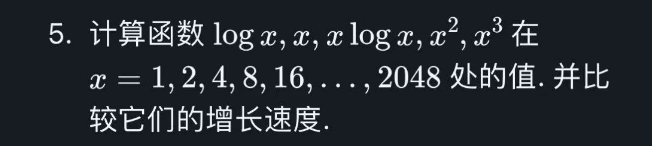 5. 计算函数 log x, x, x log x, x², x³ 在
x = 1, 2, 4, 8, 16, . . . , 2048 处的值. 并比
较它们的增长速度.